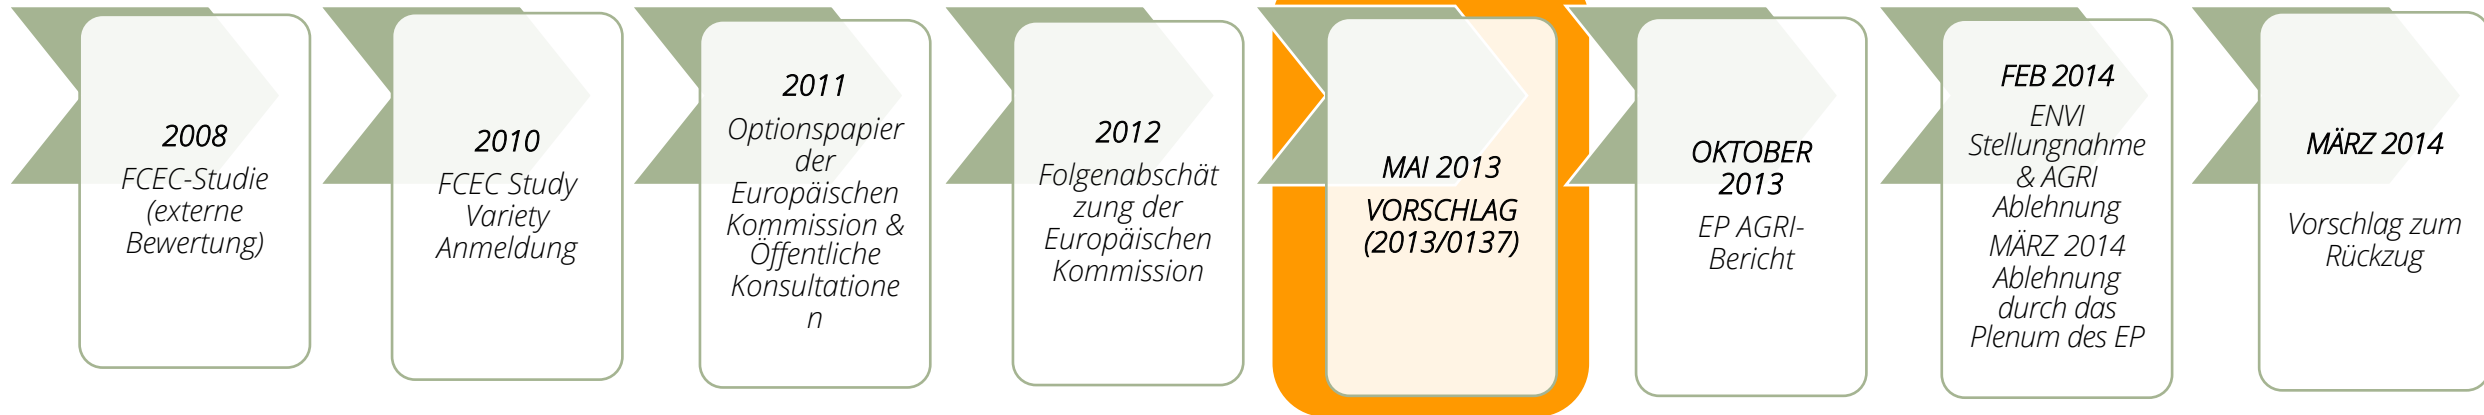 2008
FCEC-Studie
(externe
Bewertung)
2010
FCEC Study
Variety
Anmeldung
2011
Optionspapier
der
Europäischen
Kommission &
Öffentliche
Konsultatione
n
2012
Folgenabschät
zung der
Europäischen
Kommission
MAI 2013
VORSCHLAG
(2013/0137)
OKTOBER
2013
EP AGRI-
Bericht
FEB 2014
ENVI
Stellungnahme
& AGRI
Ablehnung
MÄRZ 2014
Ablehnung
durch das
Plenum des EP
MÄRZ 2014
Vorschlag zum
Rückzug